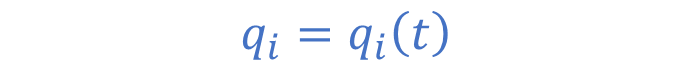 qᵢ = qᵢ(t)